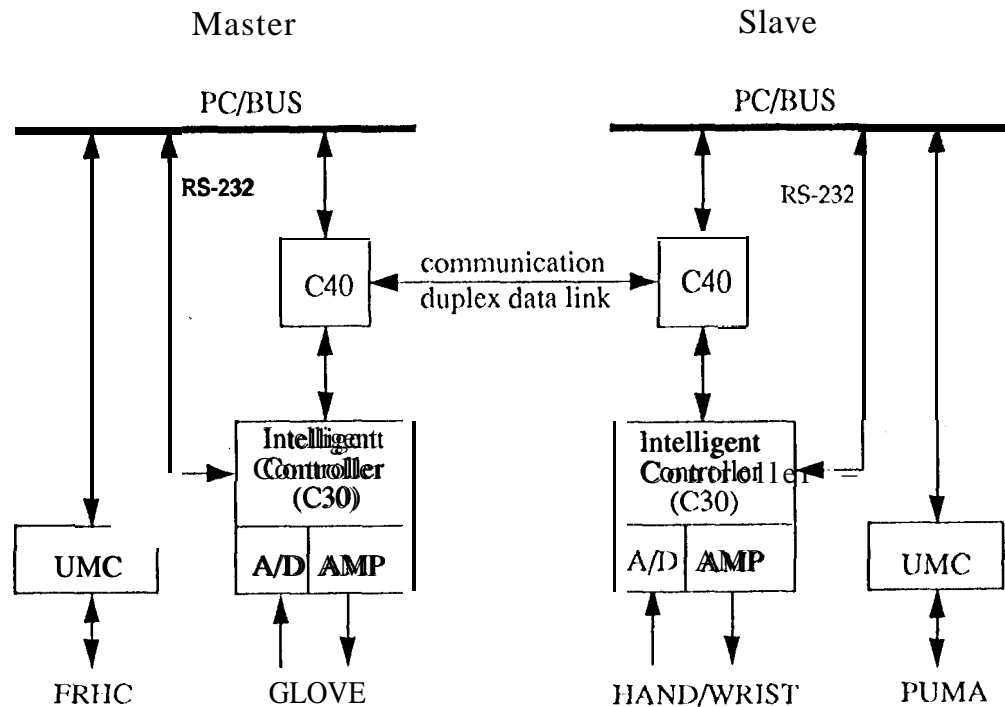 Master
Slave
PC/BUS
PC/BUS
RS-232
RS-232
C40
communication
duplex data link
C40
Intelligent
Controller
(C30)
Intelligent
Controller =
(C30)
UMC
A/D
AMP
A/D
AMP
UMC
FRHC
GLOVE
HAND/WRIST
PUMA